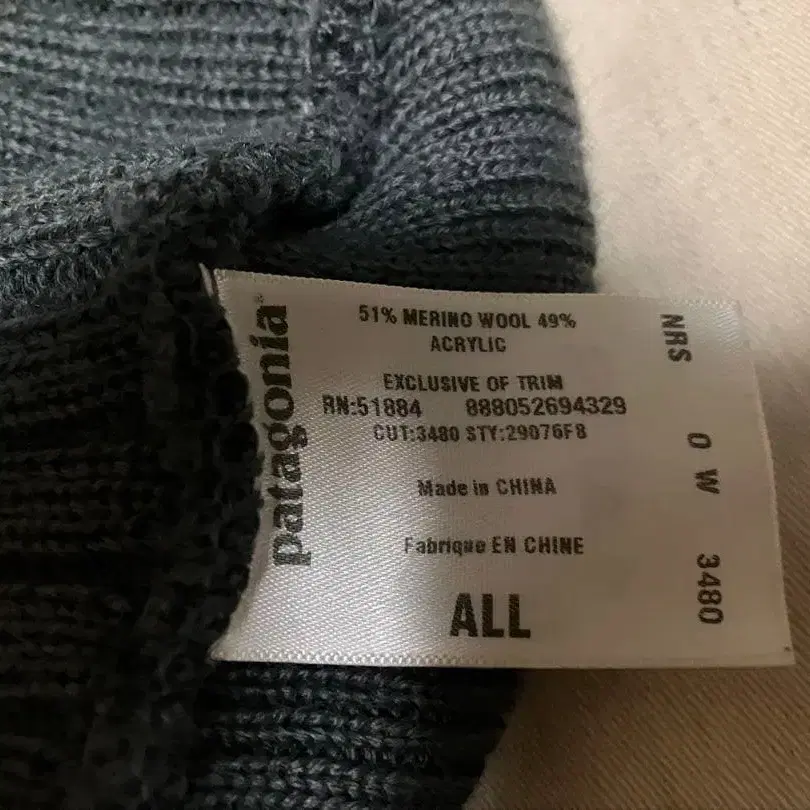 patagonia®
51% MERINO WOOL 49%
ACRYLIC
EXCLUSIVE OF TRIM
RN:51884 888052694329
CUT:3480 STY:29076F8
Made in CHINA
Fabrique EN CHINE
ALL
NRS O W 3480